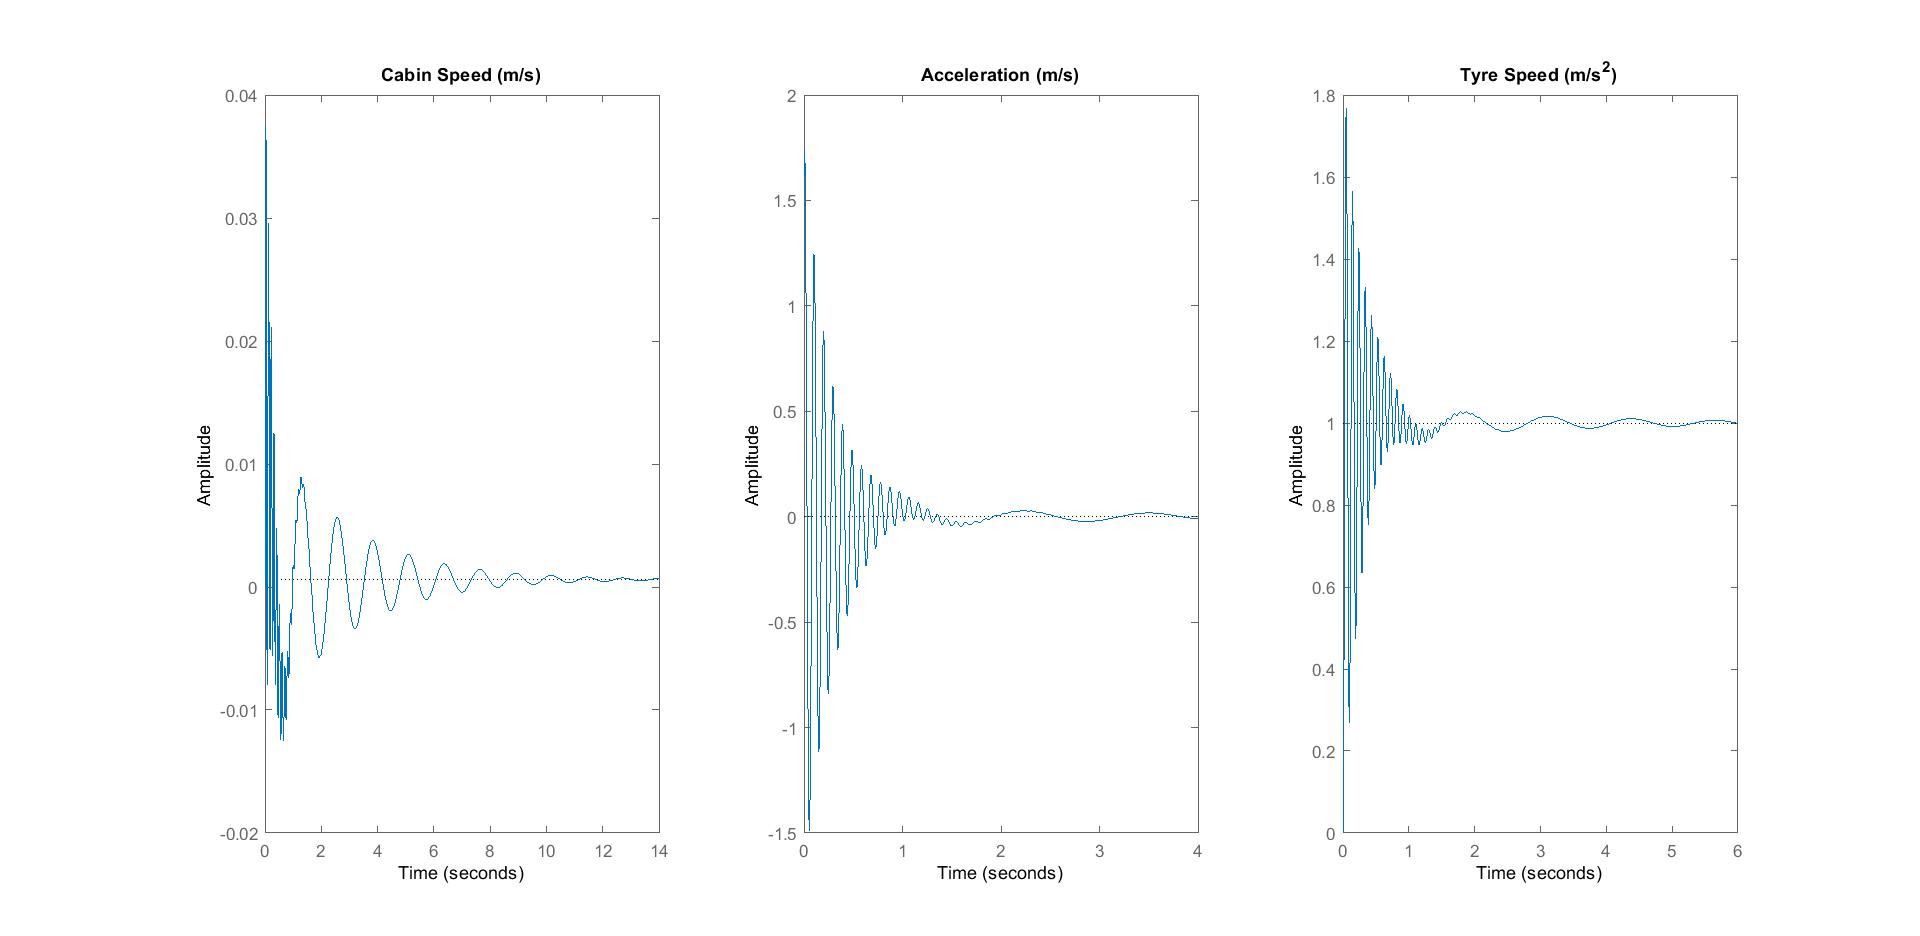 Cabin Speed (m/s)
Acceleration (m/s)
Tyre Speed (m/s²)
Amplitude
0.04
0.03
0.02
0.01
0
-0.01
-0.02
0 2 4 6 8 10 12 14
Time (seconds)
Amplitude
2
1.5
1
0.5
0
-0.5
-1
-1.5
0 1 2 3 4
Time (seconds)
Amplitude
1.8
1.6
1.4
1.2
1
0.8
0.6
0.4
0.2
0
0 1 2 3 4 5 6
Time (seconds)